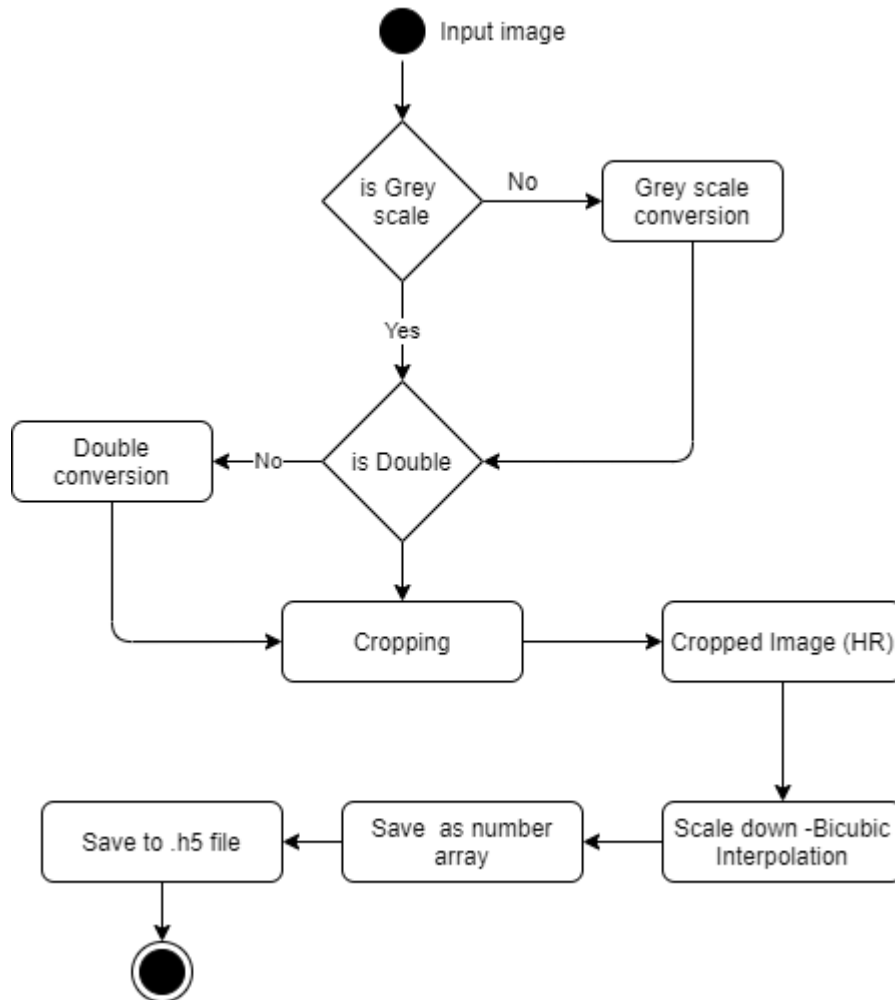 Input image
is Grey
scale
No
Grey scale
conversion
Yes
Double
conversion
No
is Double
Cropping
Cropped Image (HR)
Save to .h5 file
Save as number
array
Scale down -Bicubic
Interpolation